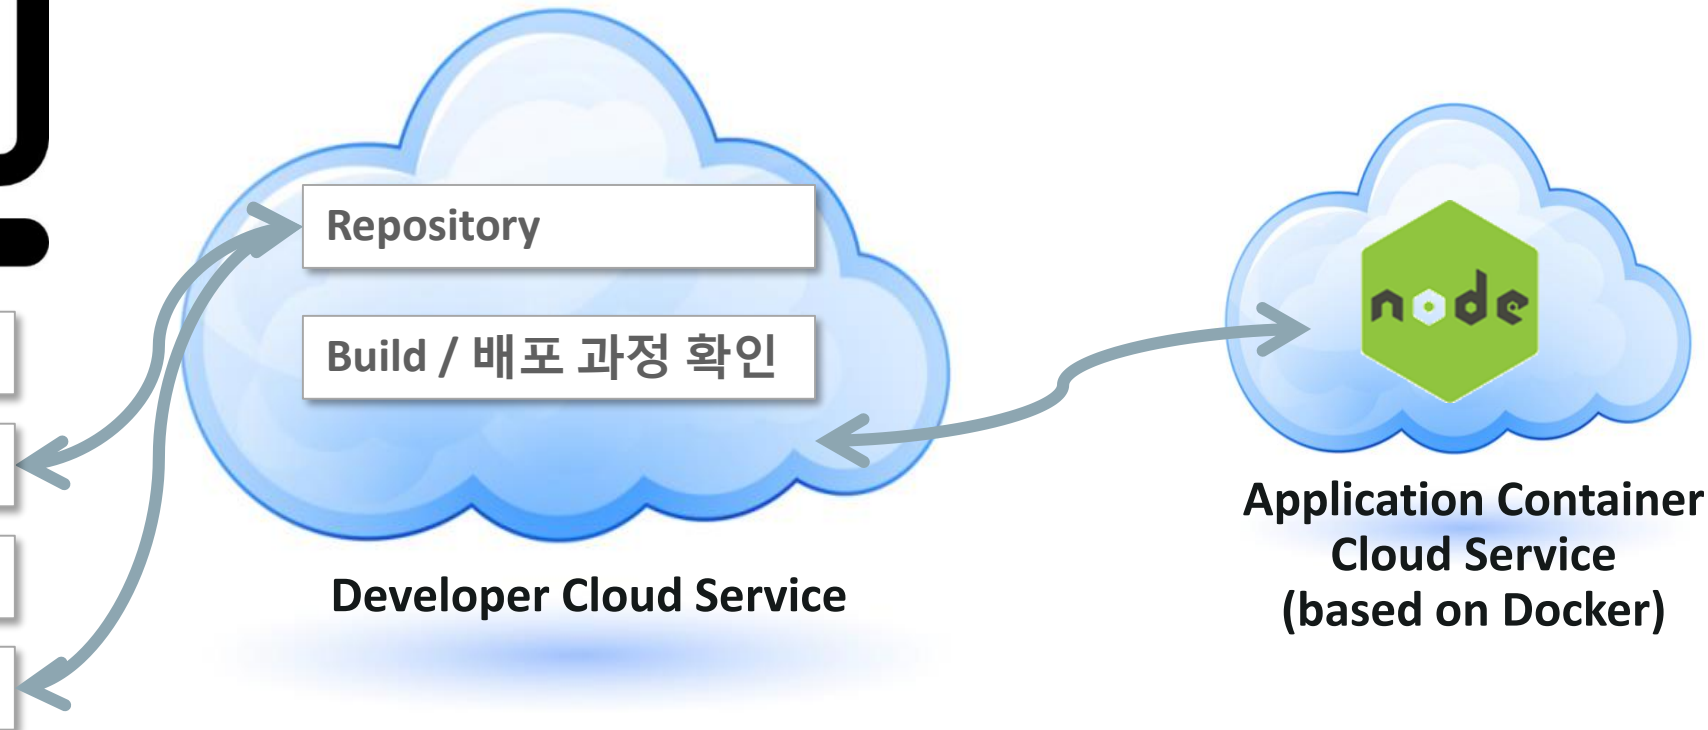 Repository
Build / 배포 과정 확인
Developer Cloud Service
node
Application Container
Cloud Service
(based on Docker)